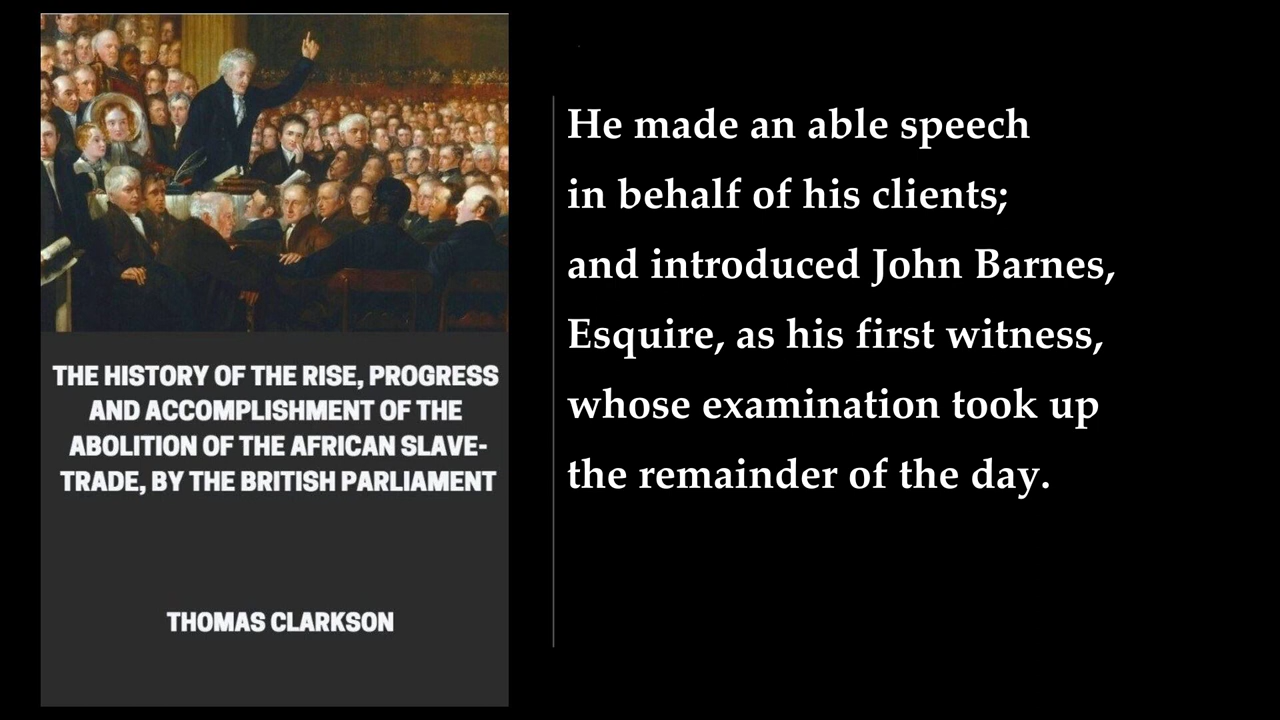 THE HISTORY OF THE RISE, PROGRESS
AND ACCOMPLISHMENT OF THE
ABOLITION OF THE AFRICAN SLAVE-
TRADE, BY THE BRITISH PARLIAMENT
THOMAS CLARKSON
He made an able speech
in behalf of his clients;
and introduced John Barnes,
Esquire, as his first witness,
whose examination took up
the remainder of the day.